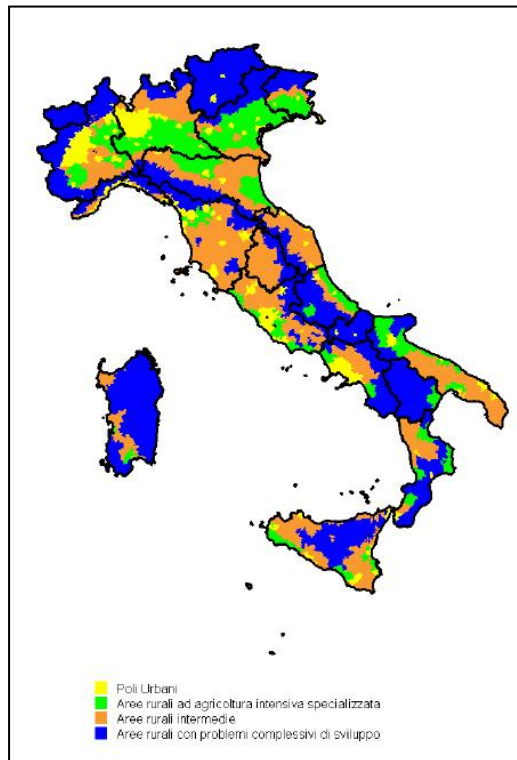 Poli Urbani
Aree rurali ad agricoltura intensiva specializzata
Aree rurali intermedie
Aree rurali con problemi complessivi di sviluppo